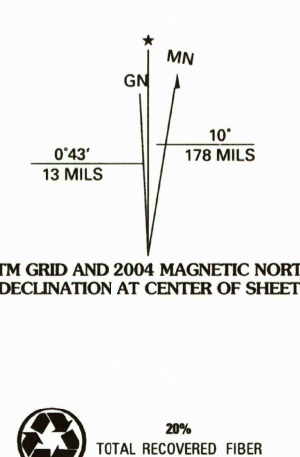 ★
MN
GN
0°43'
13 MILS
10°
178 MILS
TM GRID AND 2004 MAGNETIC NORT
DECLINATION AT CENTER OF SHEET
20%
TOTAL RECOVERED FIBER